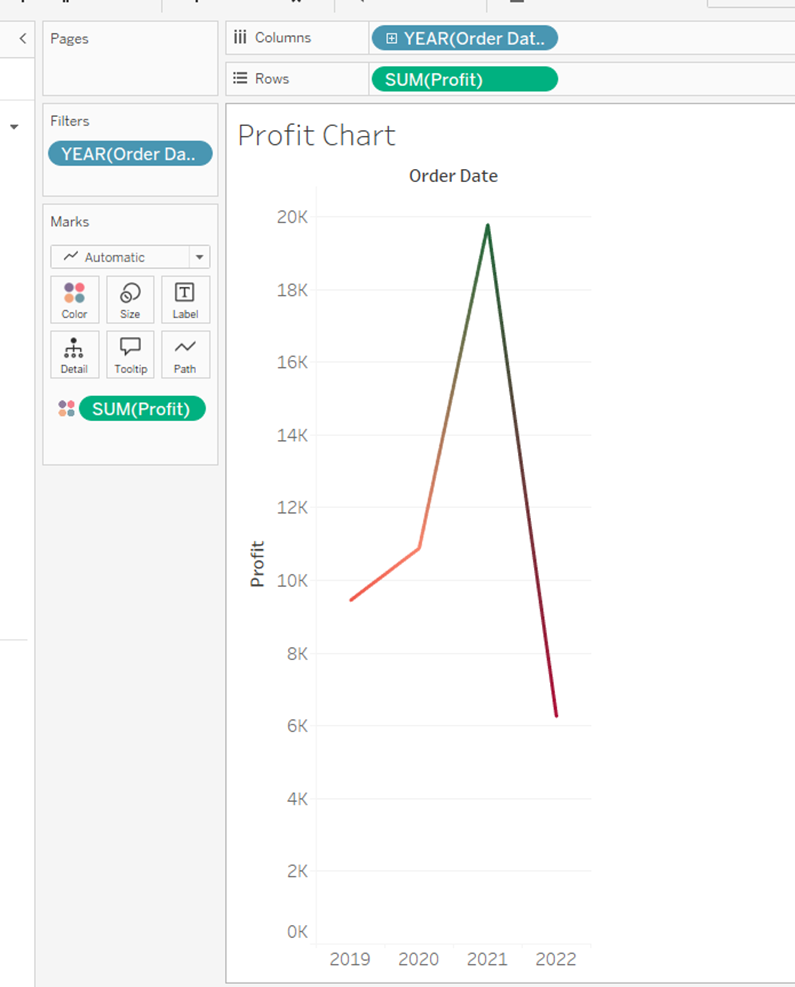 Pages
Columns
YEAR(Order Dat..
Rows
SUM(Profit)
Filters
YEAR(Order Da..
Marks
Automatic
Color
Size
Label
Detail
Tooltip
Path
SUM(Profit)
Profit Chart
Order Date
Profit
20K
18K
16K
14K
12K
10K
8K
6K
4K
2K
0K
2019 2020 2021 2022